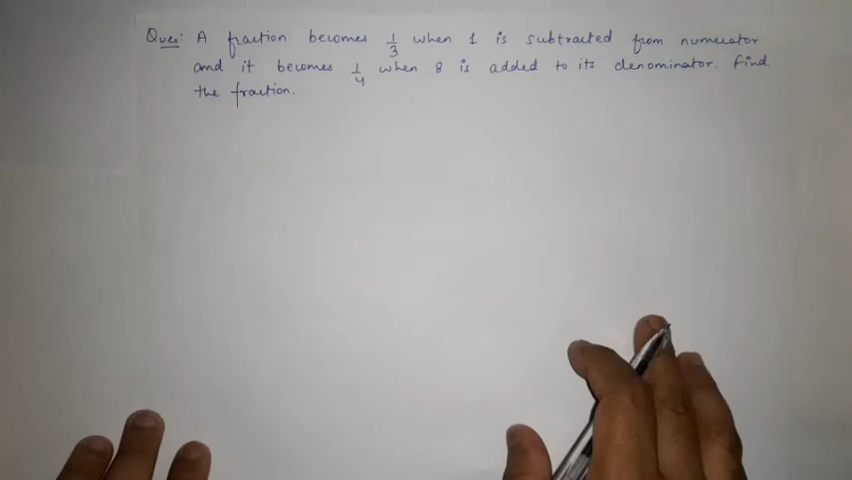 Ques: A fraction becomes 1/3 when 1 is subtracted from numerator
and it becomes 1/4 when 8 is added to its denominator. Find
the fraction.